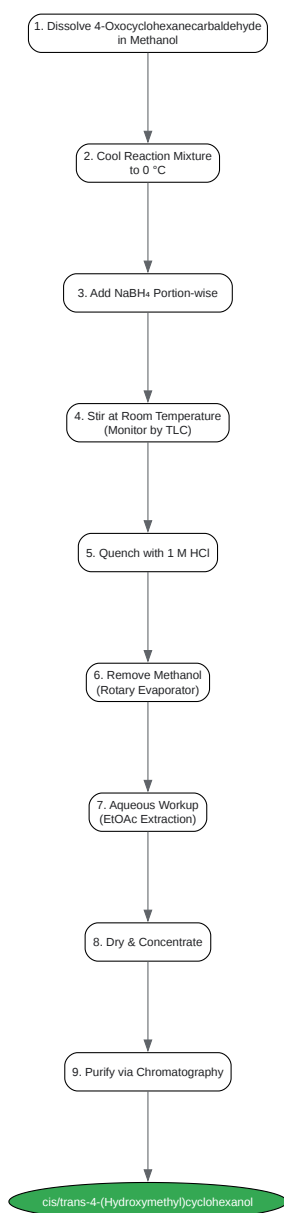 1. Dissolve 4-Oxocyclohexanecarbaldehyde
in Methanol
2. Cool Reaction Mixture
to 0 °C
3. Add NaBH₄ Portion-wise
4. Stir at Room Temperature
(Monitor by TLC)
5. Quench with 1 M HCl
6. Remove Methanol
(Rotary Evaporator)
7. Aqueous Workup
(EtOAc Extraction)
8. Dry & Concentrate
9. Purify via Chromatography
cis/trans-4-(Hydroxymethyl)cyclohexanol